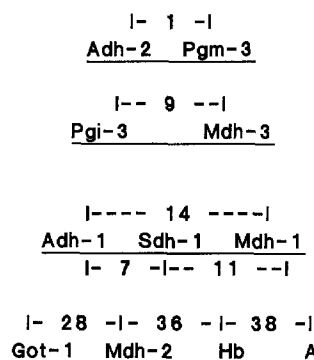 |- 1 -|
Adh-2 Pgm-3
|-- 9 --|
Pgi-3 Mdh-3
|---- 14 ----|
Adh-1 Sdh-1 Mdh-1
|- 7 -|-- 11 --|
|- 28 -|- 36 -|- 38 -|
Got-1 Mdh-2 Hb